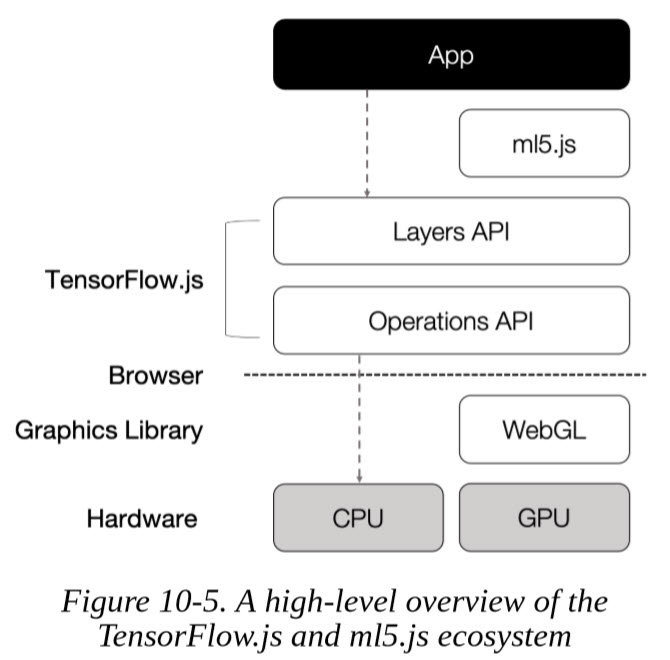 App
ml5.js
Layers API
TensorFlow.js
Operations API
Browser
Graphics Library
WebGL
Hardware
CPU
GPU
Figure 10-5. A high-level overview of the
TensorFlow.js and ml5.js ecosystem